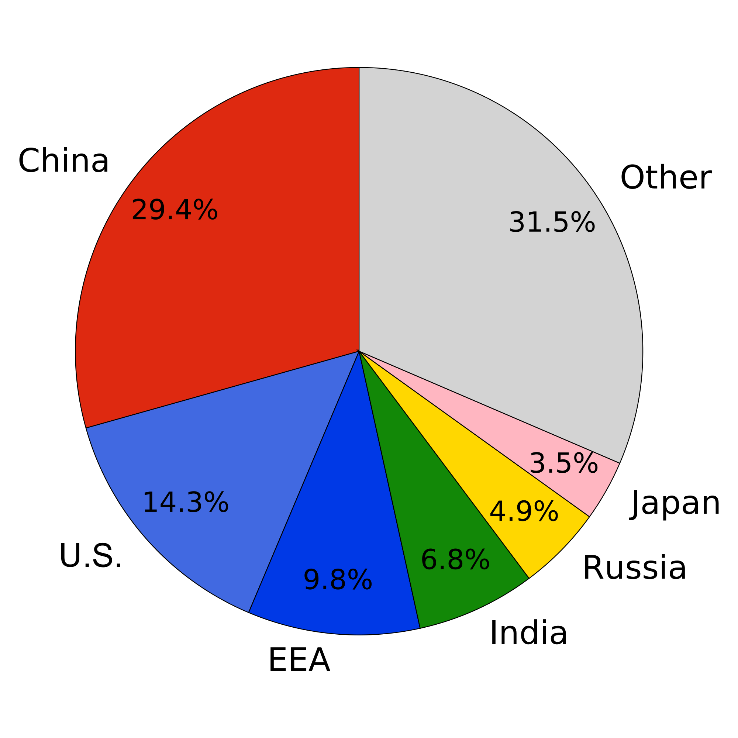 China
29.4%
Other
31.5%
U.S.
14.3%
EEA
9.8%
India
6.8%
Russia
4.9%
Japan
3.5%